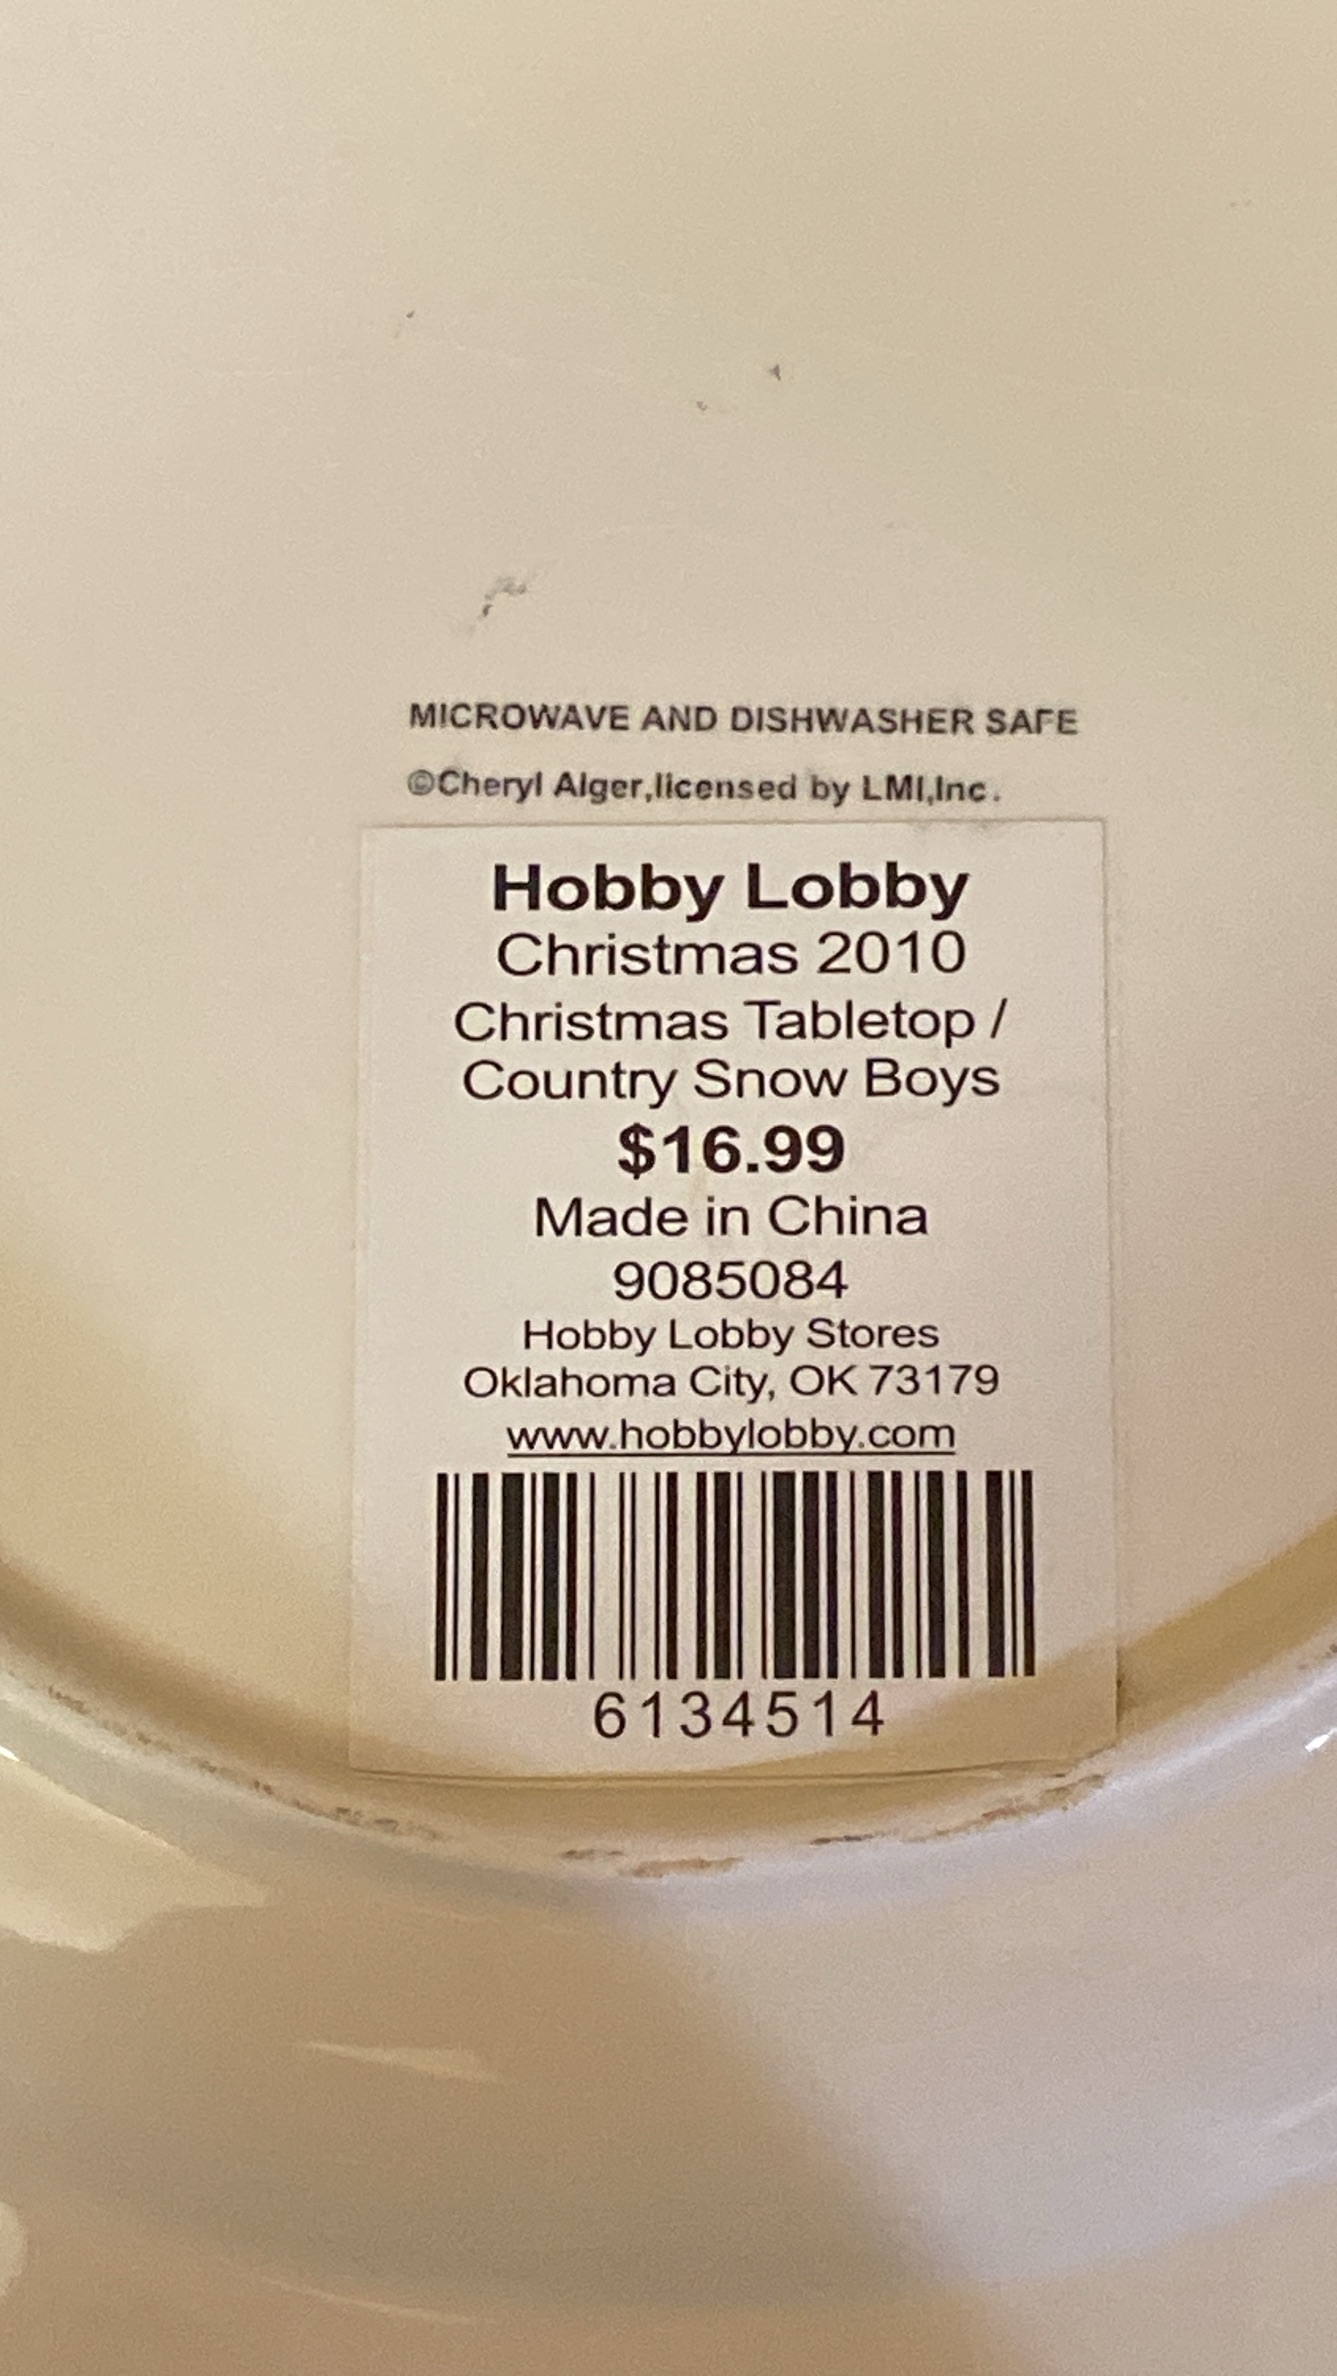 MICROWAVE AND DISHWASHER SAFE
©Cheryl Alger,licensed by LMI,Inc.
Hobby Lobby
Christmas 2010
Christmas Tabletop /
Country Snow Boys
$16.99
Made in China
9085084
Hobby Lobby Stores
Oklahoma City, OK 73179
www.hobbylobby.com
6134514